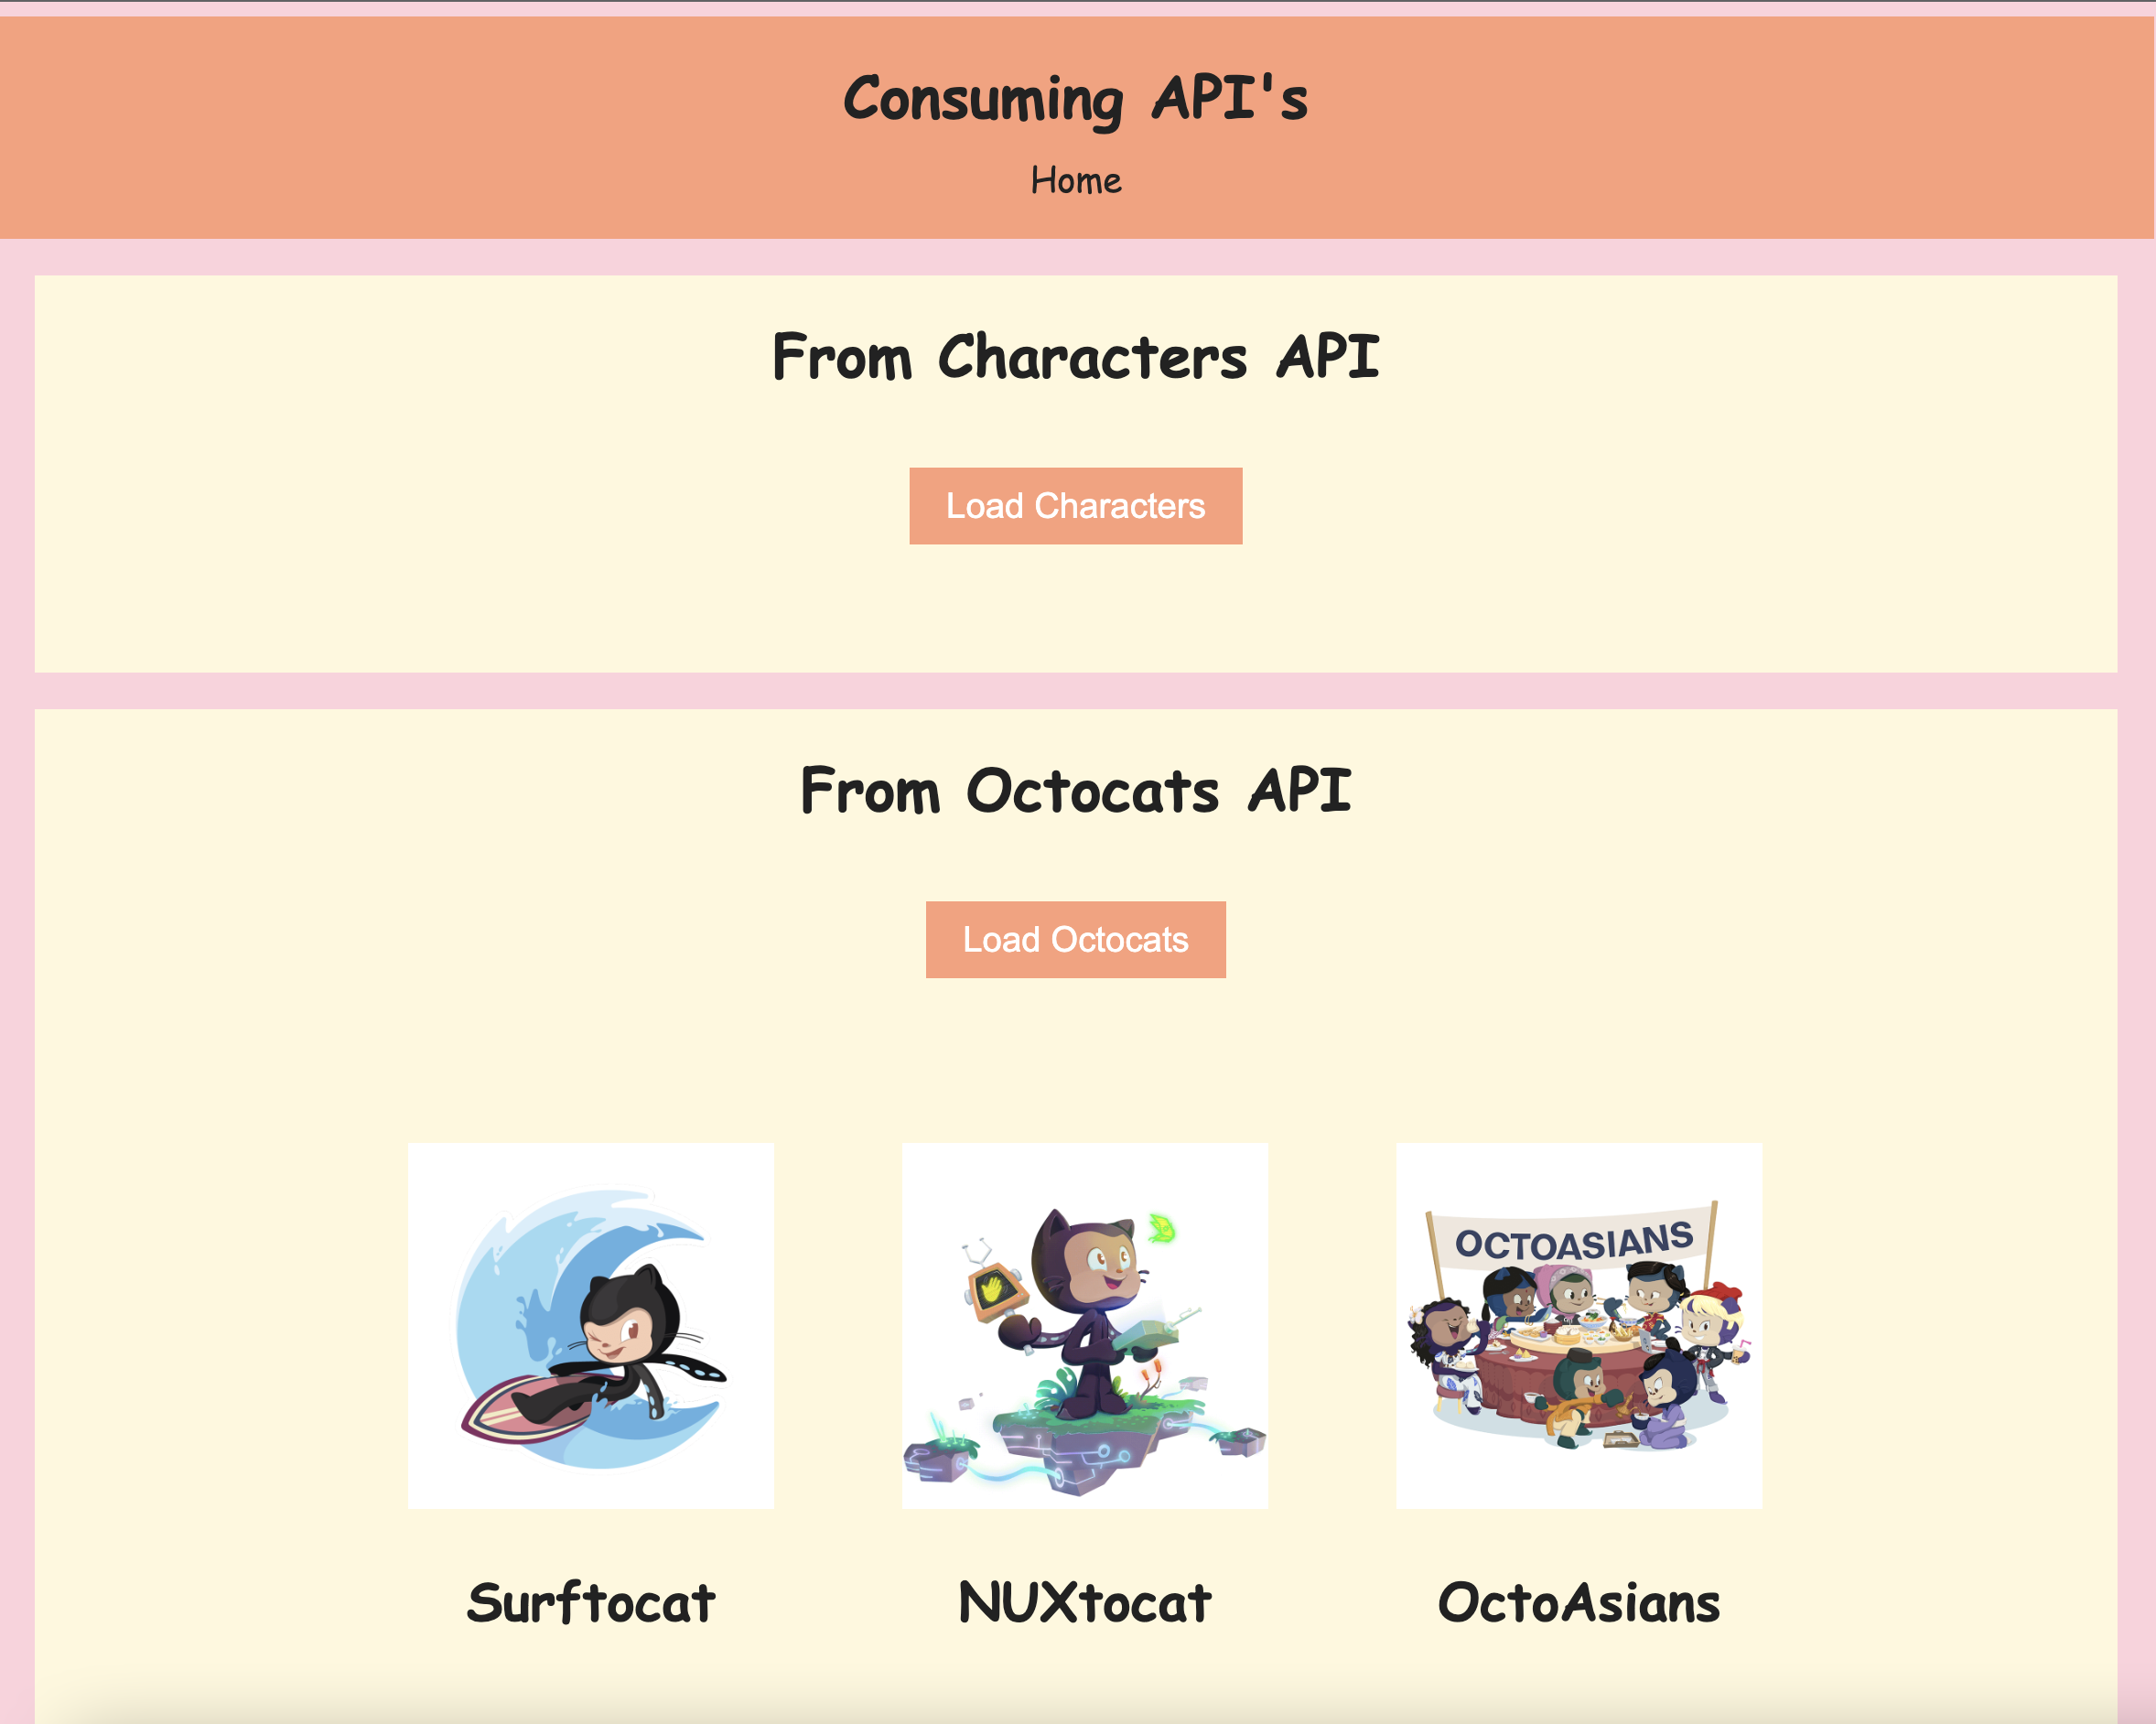 Consuming API's
Home
From Characters API
Load Characters
From Octocats API
Load Octocats
OCTOASIANS
Surftocat
NUXtocat
OctoAsians